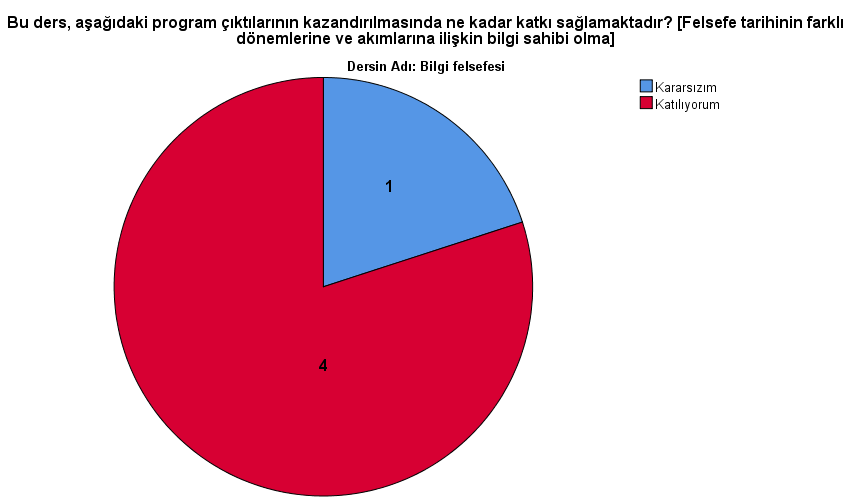 Bu ders, aşağıdaki program çıktılarının kazandırılmasında ne kadar katkı sağlamaktadır? [Felsefe tarihinin farklı
dönemlerine ve akımlarına ilişkin bilgi sahibi olma]
Dersin Adı: Bilgi felsefesi
Kararsızım
Katılıyorum
1
4